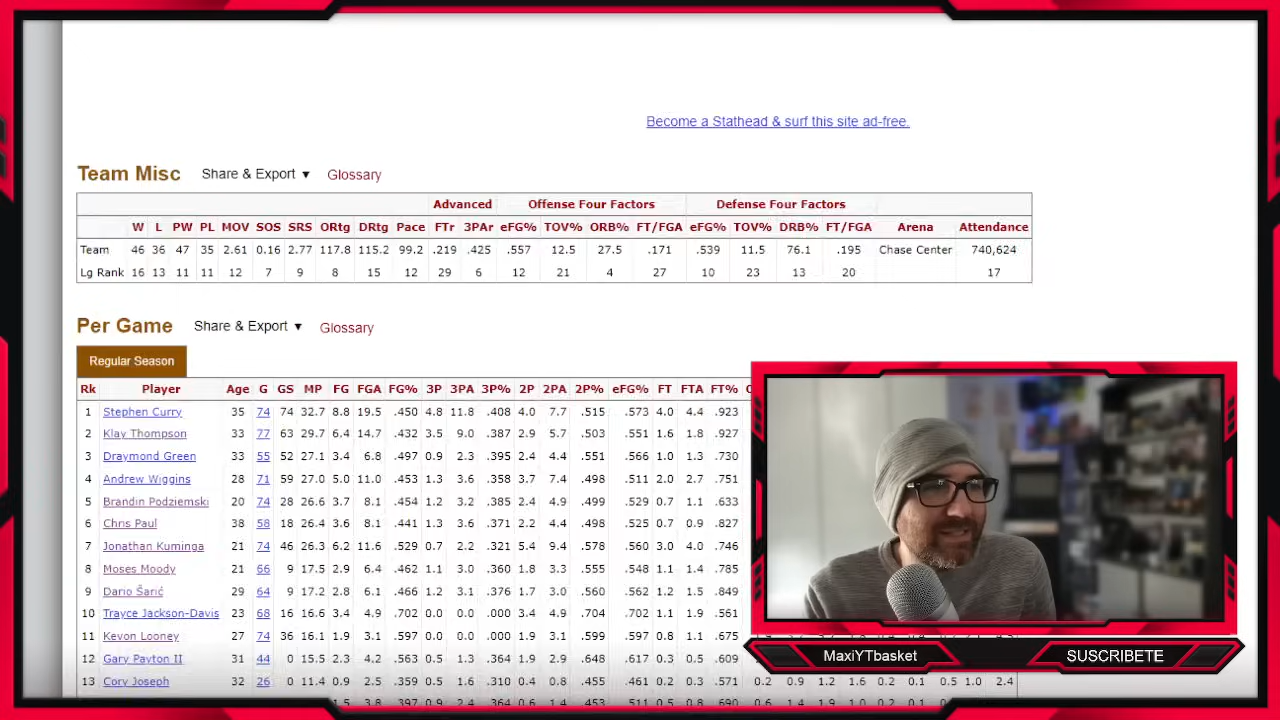 Become a Stathead & surf this site ad-free.
Team Misc Share & Export ▼ Glossary
Advanced Offense Four Factors Defense Four Factors
W L PW PL MOV SOS SRS ORtg DRtg Pace FTr 3PAr eFG% TOV% ORB% FT/FGA eFG% TOV% DRB% FT/FGA Arena Attendance
Team 46 36 47 35 2.61 0.16 2.77 117.8 115.2 99.2 .219 .425 .557 12.5 27.5 .171 .539 11.5 76.1 .195 Chase Center 740,624
Lg Rank 16 13 11 11 12 7 9 8 15 12 29 6 12 21 4 27 10 23 13 20 17
Per Game Share & Export ▼ Glossary
Regular Season
Rk Player Age G GS MP FG FGA FG% 3P 3PA 3P% 2P 2PA 2P% eFG% FT FTA FT%
1 Stephen Curry 35 74 74 32.7 8.8 19.5 .450 4.8 11.8 .408 4.0 7.7 .515 .573 4.0 4.4 .923
2 Klay Thompson 33 77 63 29.7 6.4 14.7 .432 3.5 9.0 .387 2.9 5.7 .503 .551 1.6 1.8 .927
3 Draymond Green 33 55 52 27.1 3.4 6.8 .497 0.9 2.3 .395 2.4 4.4 .551 .566 1.0 1.3 .730
4 Andrew Wiggins 28 71 59 27.0 5.0 11.0 .453 1.3 3.6 .358 3.7 7.4 .498 .511 2.0 2.7 .751
5 Brandin Podziemski 20 74 28 26.6 3.7 8.1 .454 1.2 3.2 .385 2.4 4.9 .499 .529 0.7 1.1 .633
6 Chris Paul 38 58 18 26.4 3.6 8.1 .441 1.3 3.6 .371 2.2 4.4 .498 .525 0.7 0.9 .827
7 Jonathan Kuminga 21 74 46 26.3 6.2 11.6 .529 0.7 2.2 .321 5.4 9.4 .578 .560 3.0 4.0 .746
8 Moses Moody 21 66 9 17.5 2.9 6.4 .462 1.1 3.0 .360 1.8 3.3 .555 .548 1.1 1.4 .785
9 Dario Šarić 29 64 9 17.2 2.8 6.1 .466 1.2 3.1 .376 1.7 3.0 .560 .562 1.2 1.5 .849
10 Trayce Jackson-Davis 23 68 16 16.6 3.4 4.9 .702 0.0 0.0 .000 3.4 4.9 .704 .702 1.1 1.9 .561
11 Kevon Looney 27 74 36 16.1 1.9 3.1 .597 0.0 0.0 .000 1.9 3.1 .599 .597 0.8 1.1 .675
12 Gary Payton II 31 44 0 15.5 2.3 4.2 .563 0.5 1.3 .364 1.9 2.9 .648 .617 0.3 0.5 .609
13 Cory Joseph 32 26 0 11.4 0.9 2.5 .359 0.5 1.6 .310 0.4 0.8 .455 .461 0.2 0.3 .571 0.2 0.9 1.2 1.6 0.2 0.1 0.5 1.0 2.4
MaxiYTbasket
SUSCRIBETE